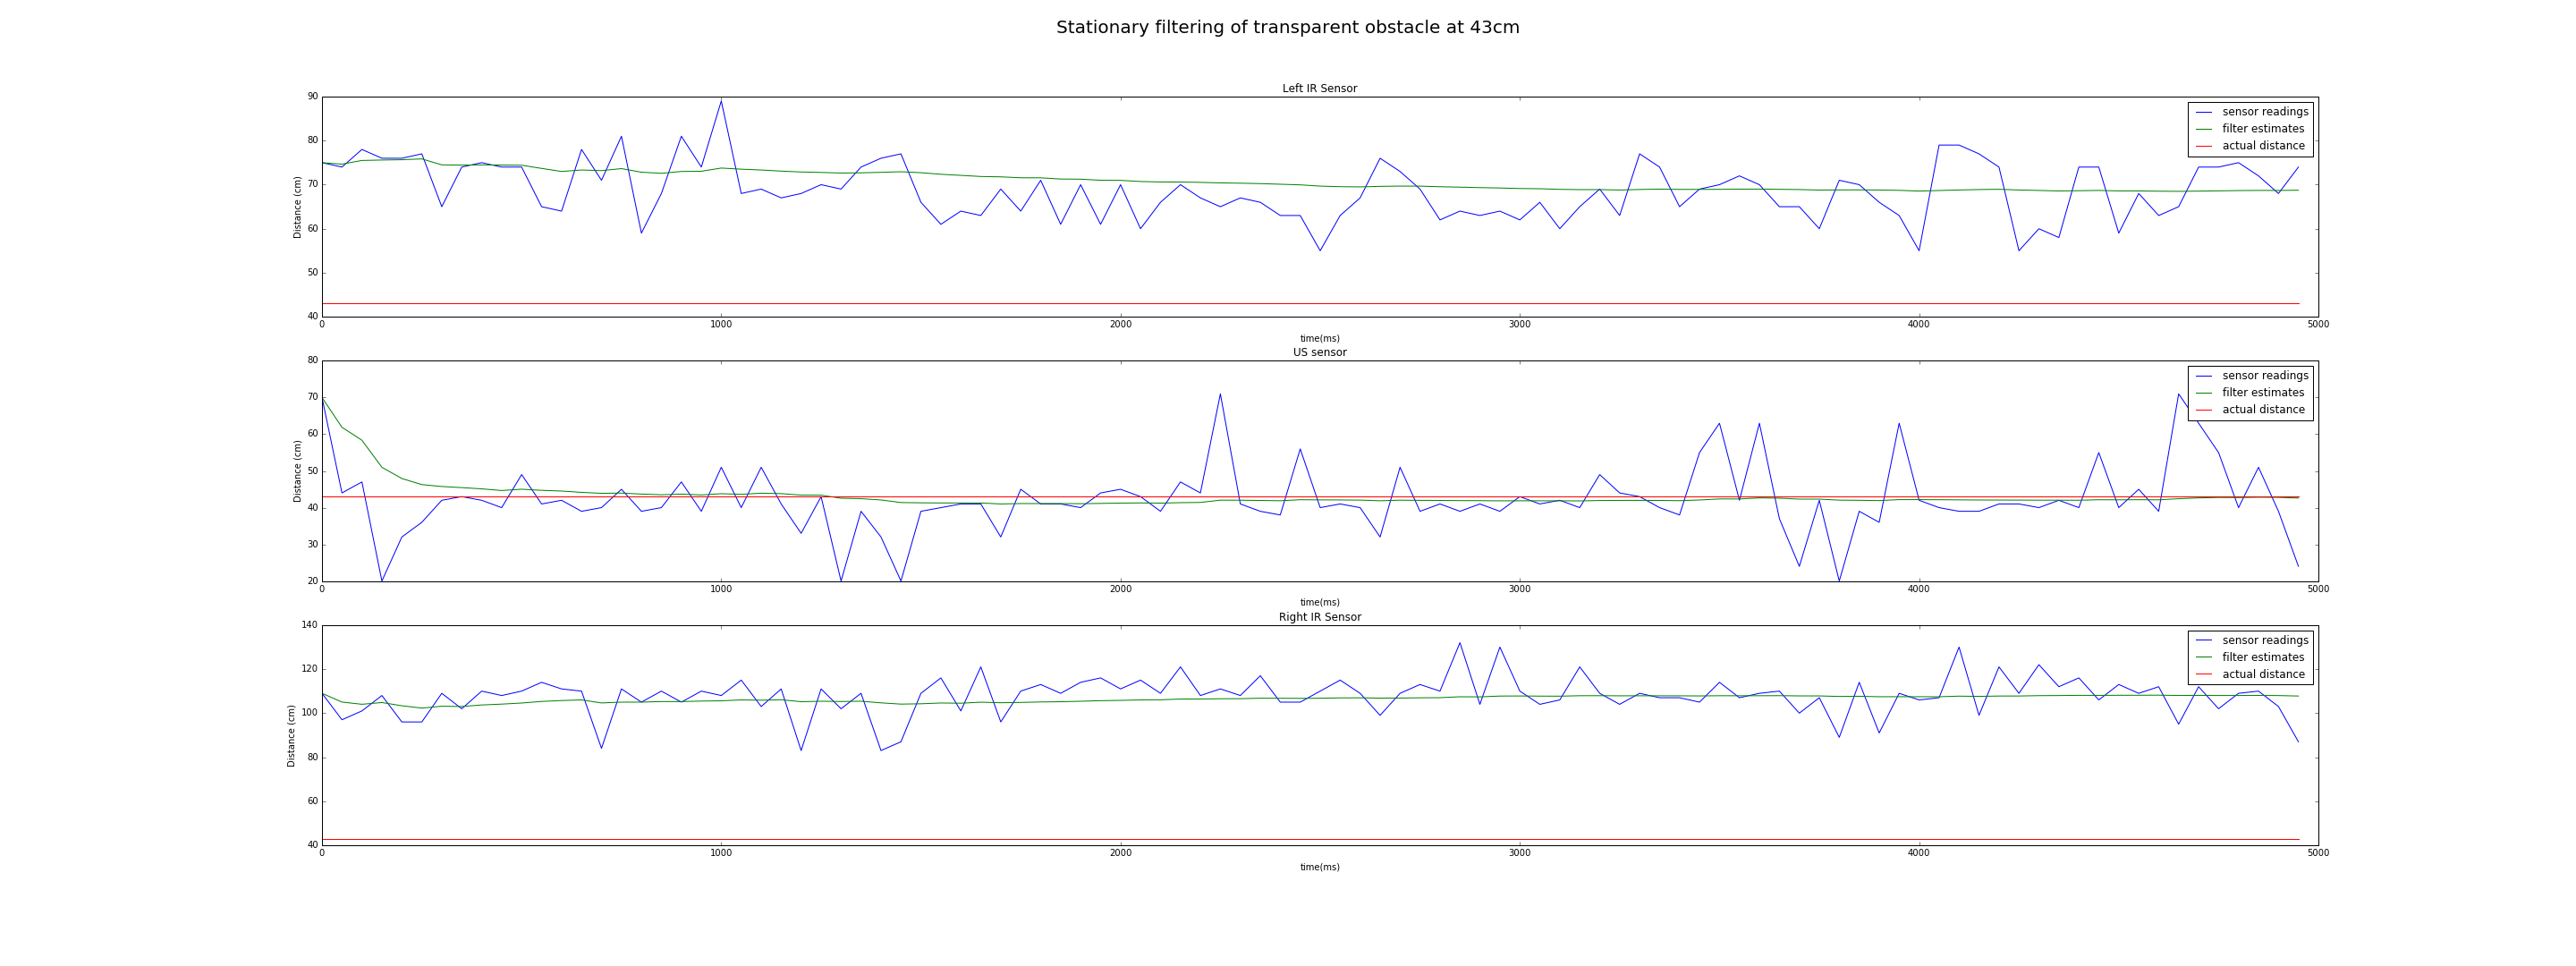 Stationary filtering of transparent obstacle at 43cm
Left IR Sensor
90
80
70
60
50
40
Distance (cm)
sensor readings
filter estimates
actual distance
0 1000 2000 3000 4000 5000
time(ms)
US sensor
80
70
60
50
40
30
20
Distance (cm)
sensor readings
filter estimates
actual distance
0 1000 2000 3000 4000 5000
time(ms)
Right IR Sensor
140
120
100
80
60
40
Distance (cm)
sensor readings
filter estimates
actual distance
0 1000 2000 3000 4000 5000
time(ms)